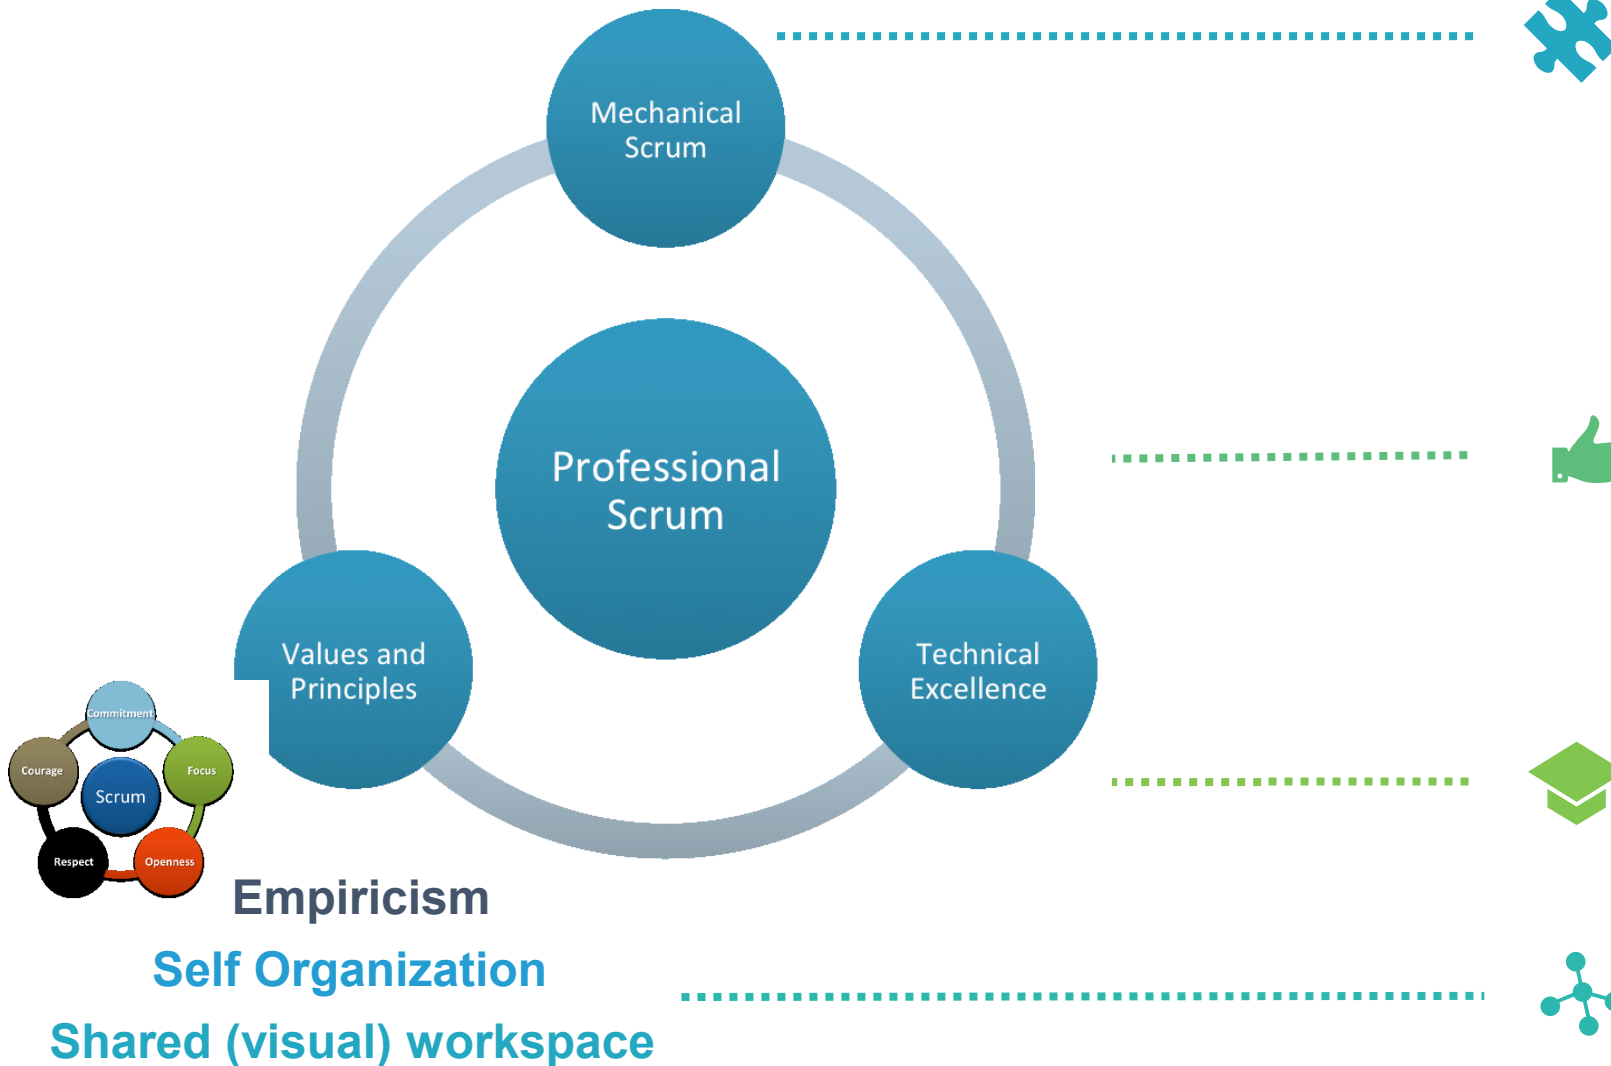 Mechanical
Scrum
Professional
Scrum
Values and
Principles
Technical
Excellence
Commitment
Courage
Focus
Scrum
Respect
Openness
Empiricism
Self Organization
Shared (visual) workspace